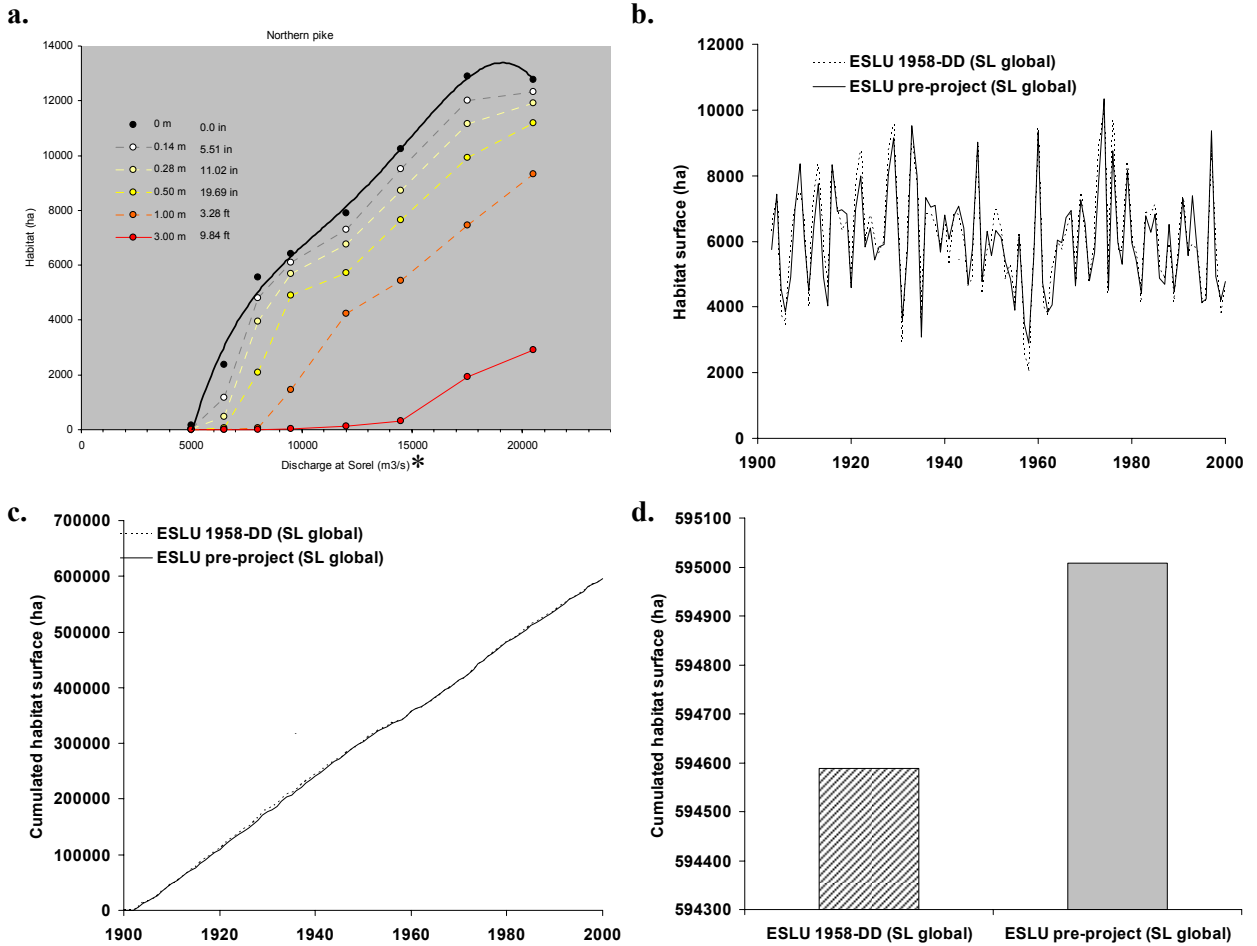 a.
Northern pike
14000
12000
10000
8000
6000
4000
2000
0
Habitat (ha)
0 m 0.0 in
0.14 m 5.51 in
0.28 m 11.02 in
0.50 m 19.69 in
1.00 m 3.28 ft
3.00 m 9.84 ft
0 5000 10000 15000 20000
Discharge at Sorel (m3/s)*
b.
ESLU 1958-DD (SL global)
ESLU pre-project (SL global)
12000
10000
8000
6000
4000
2000
0
Habitat surface (ha)
1900 1920 1940 1960 1980 2000
c.
ESLU 1958-DD (SL global)
ESLU pre-project (SL global)
700000
600000
500000
400000
300000
200000
100000
0
Cumulated habitat surface (ha)
1900 1920 1940 1960 1980 2000
d.
595100
595000
594900
594800
594700
594600
594500
594400
594300
Cumulated habitat surface (ha)
ESLU 1958-DD (SL global) ESLU pre-project (SL global)